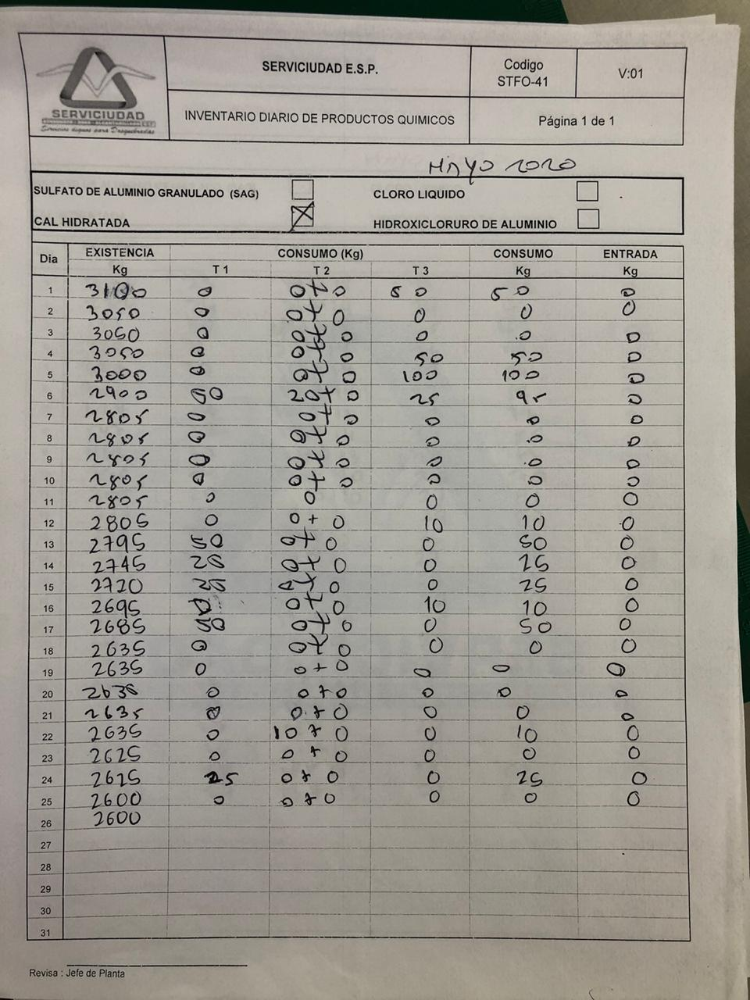 SERVICIUDAD
SERVICIUDAD E.S.P.
Codigo
STFO-41
V:01
INVENTARIO DIARIO DE PRODUCTOS QUIMICOS
Página 1 de 1
MAYO 2020
SULFATO DE ALUMINIO GRANULADO (SAG)
CLORO LIQUIDO
CAL HIDRATADA
HIDROXICLORURO DE ALUMINIO
Dia EXISTENCIA CONSUMO (Kg) CONSUMO ENTRADA
Kg T 1 T 2 T 3 Kg Kg
1 3100 0 0+0 50 50 0
2 3050 0 0+0 0 0 0
3 3050 0 0+0 0 0 0
4 3050 0 0+0 50 50 0
5 3000 0 0+0 100 100 0
6 2900 50 20+0 25 95 0
7 2805 0 0+0 0 0 0
8 2805 0 0+0 0 0 0
9 2805 0 0+0 0 0 0
10 2805 0 0+0 0 0 0
11 2805 0 0 0 0 0
12 2805 0 0+0 10 10 0
13 2795 50 0+0 0 50 0
14 2745 25 0+0 0 25 0
15 2720 25 0+0 0 25 0
16 2695 0 0+0 10 10 0
17 2685 50 0+0 0 50 0
18 2635 0 0+0 0 0 0
19 2635 0 0+0 0 0 0
20 2635 0 0+0 0 0 0
21 2635 0 0+0 0 0 0
22 2635 0 10+0 0 10 0
23 2625 0 0+0 0 0 0
24 2625 25 0+0 0 25 0
25 2600 0 0+0 0 0 0
26 2600
27
28
29
30
31
Revisa : Jefe de Planta